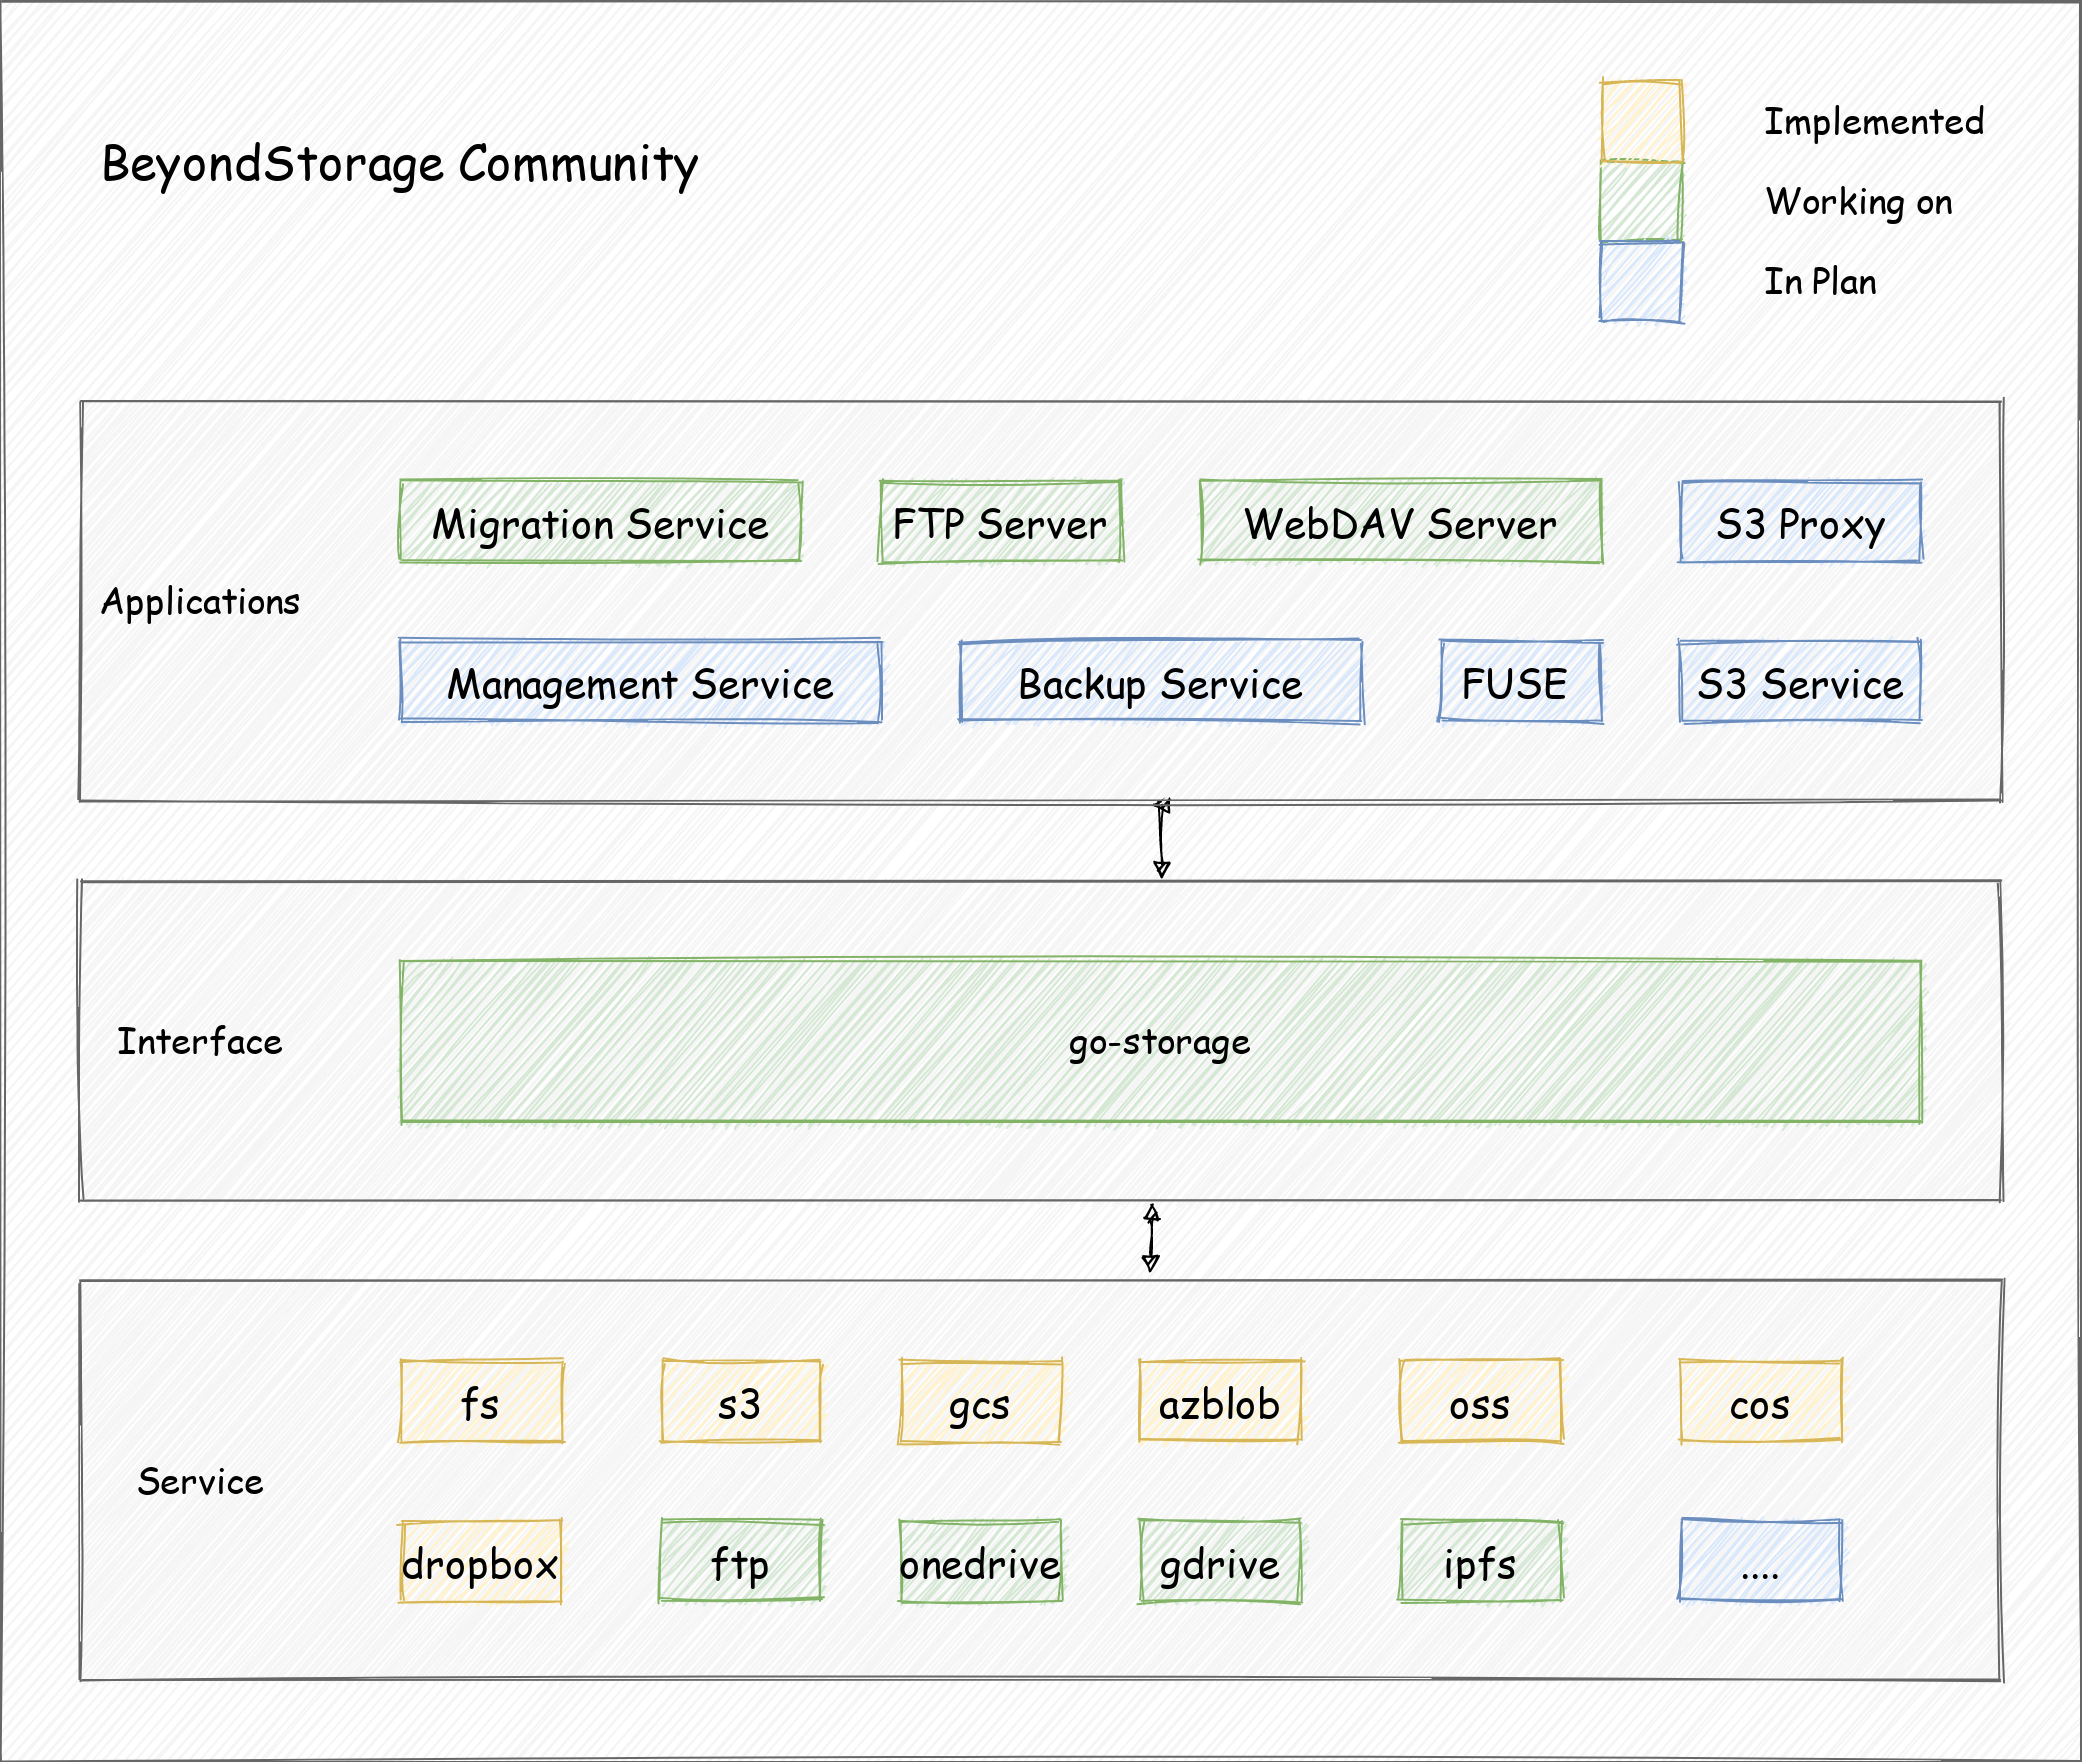 BeyondStorage Community
Implemented
Working on
In Plan
Applications
Migration Service
FTP Server
WebDAV Server
S3 Proxy
Management Service
Backup Service
FUSE
S3 Service
Interface
go-storage
Service
fs
s3
gcs
azblob
oss
cos
dropbox
ftp
onedrive
gdrive
ipfs
....